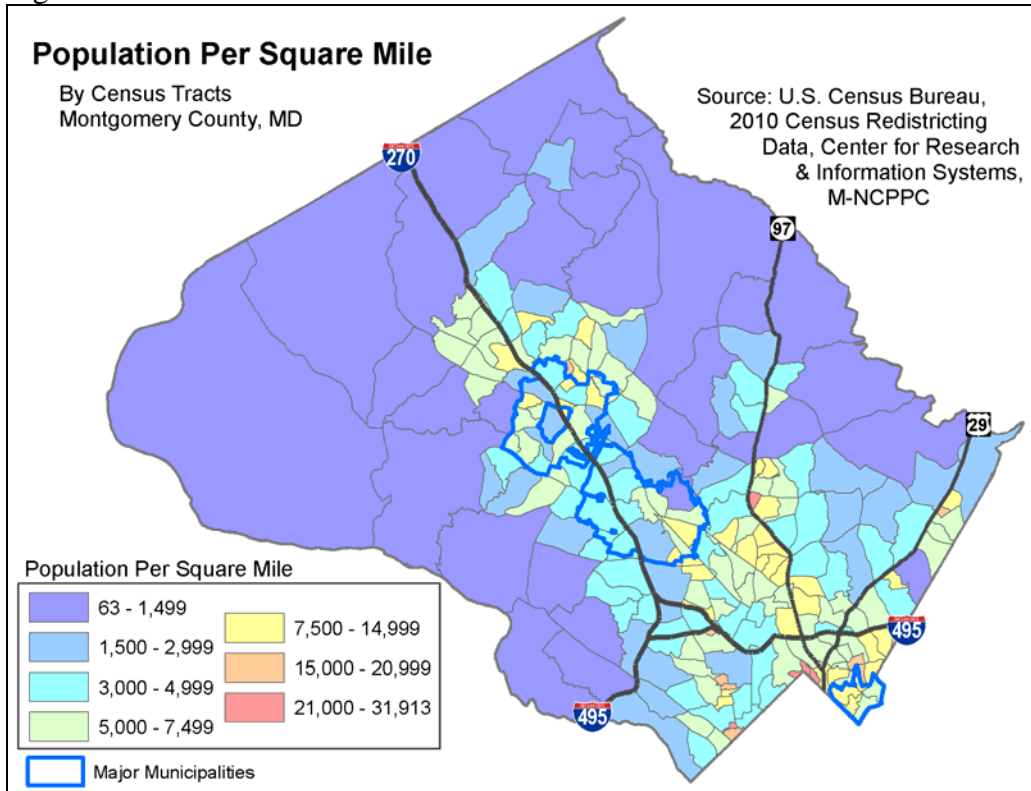 Population Per Square Mile
By Census Tracts
Montgomery County, MD
Source: U.S. Census Bureau,
2010 Census Redistricting
Data, Center for Research
& Information Systems,
M-NCPPC
270
97
29
495
495
Population Per Square Mile
63 - 1,499
1,500 - 2,999
3,000 - 4,999
5,000 - 7,499
7,500 - 14,999
15,000 - 20,999
21,000 - 31,913
Major Municipalities